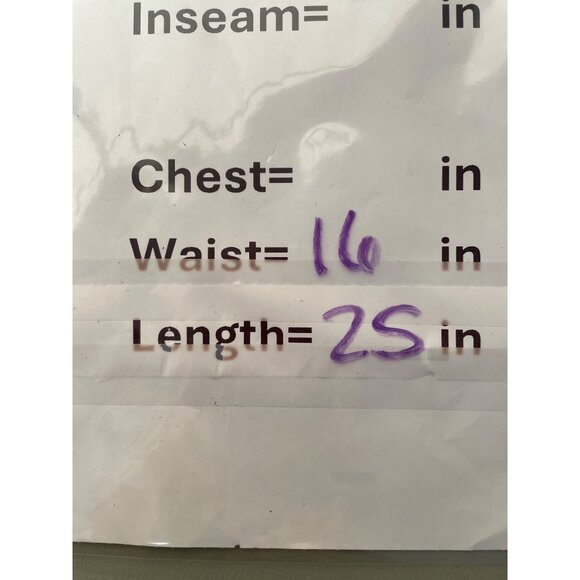 Inseam= in
Chest= in
Waist= 16 in
Length= 25 in